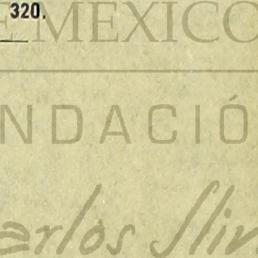 320.
E MEXICO
NDACIÓ
arlos Sliv